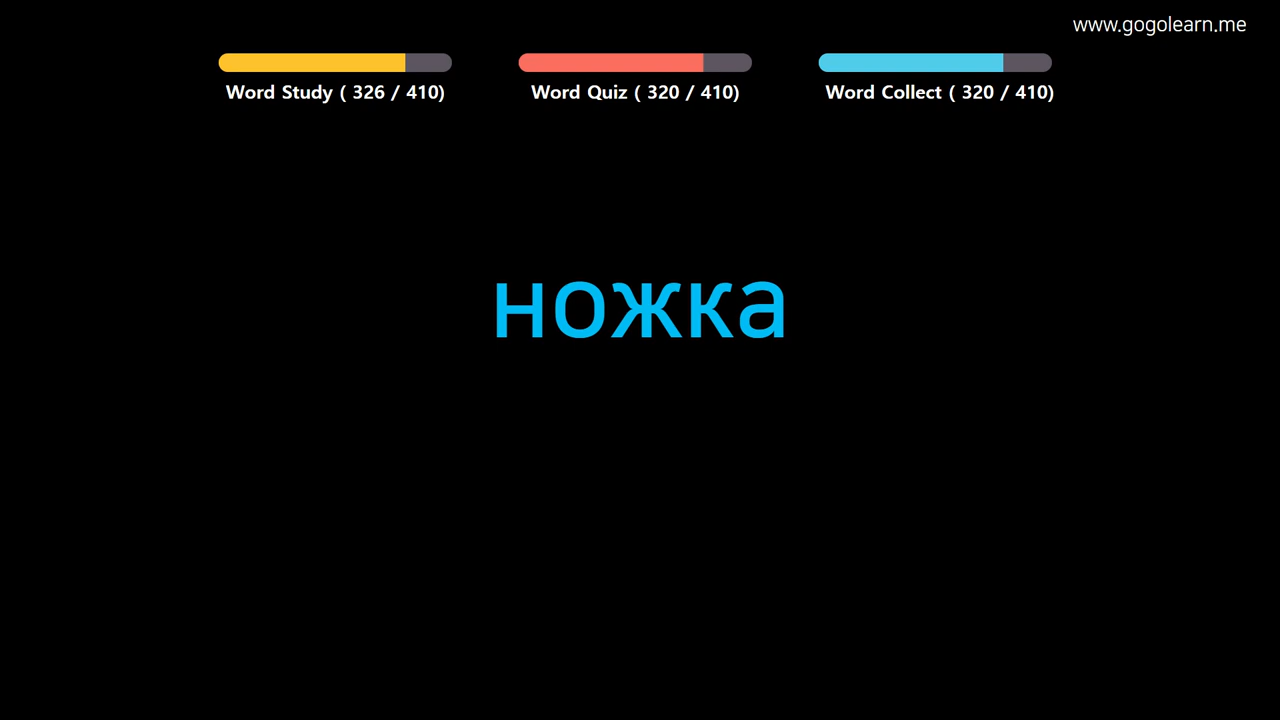 www.gogolearn.me
Word Study ( 326 / 410)
Word Quiz ( 320 / 410)
Word Collect ( 320 / 410)
ножка